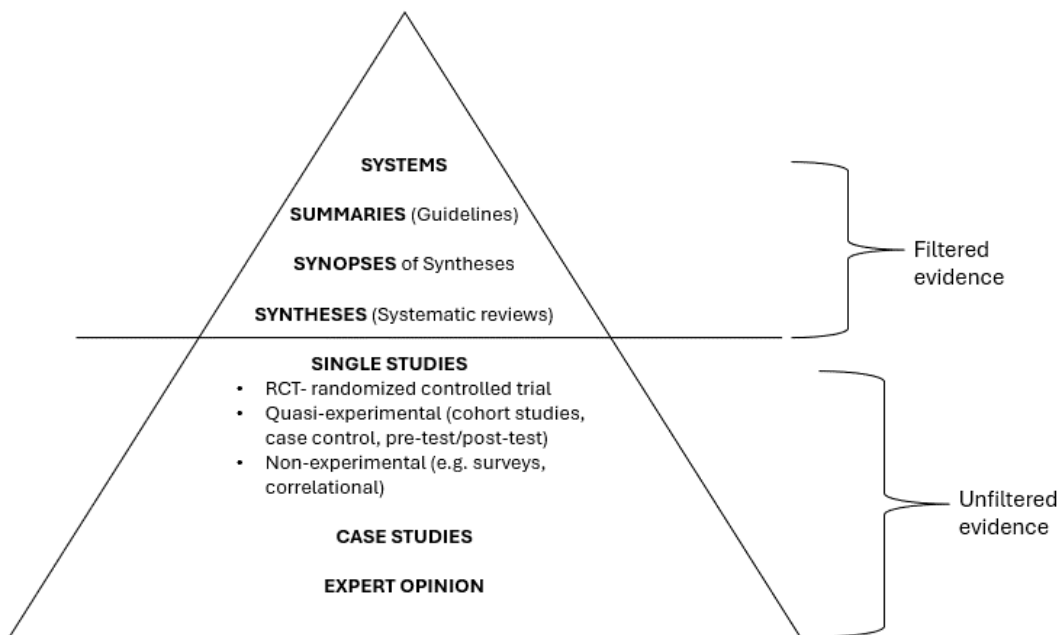 SYSTEMS
SUMMARIES (Guidelines)
SYNOPSES of Syntheses
SYNTHESES (Systematic reviews)
Filtered
evidence
SINGLE STUDIES
• RCT- randomized controlled trial
• Quasi-experimental (cohort studies,
case control, pre-test/post-test)
• Non-experimental (e.g. surveys,
correlational)
CASE STUDIES
EXPERT OPINION
Unfiltered
evidence